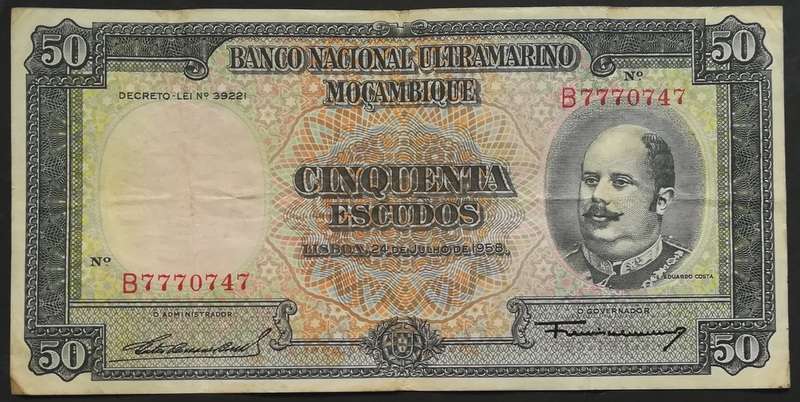 50
50
BANCO NACIONAL ULTRAMARINO
MOÇAMBIQUE
Nº
B7770747
DECRETO-LEI Nº 39221
CINQUENTA
ESCUDOS
LISBOA, 24 DE JULHO DE 1958.
Nº
B7770747
EDUARDO COSTA
O ADMINISTRADOR
O GOVERNADOR
50
50